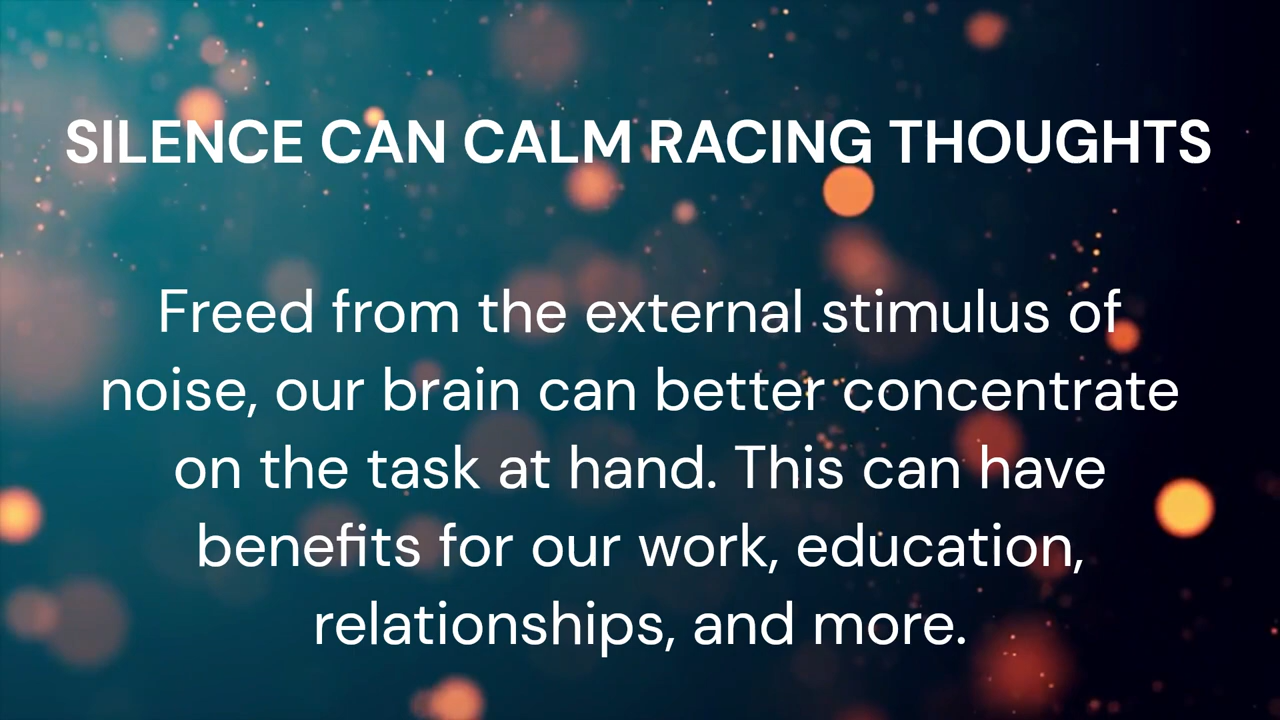 SILENCE CAN CALM RACING THOUGHTS
Freed from the external stimulus of
noise, our brain can better concentrate
on the task at hand. This can have
benefits for our work, education,
relationships, and more.